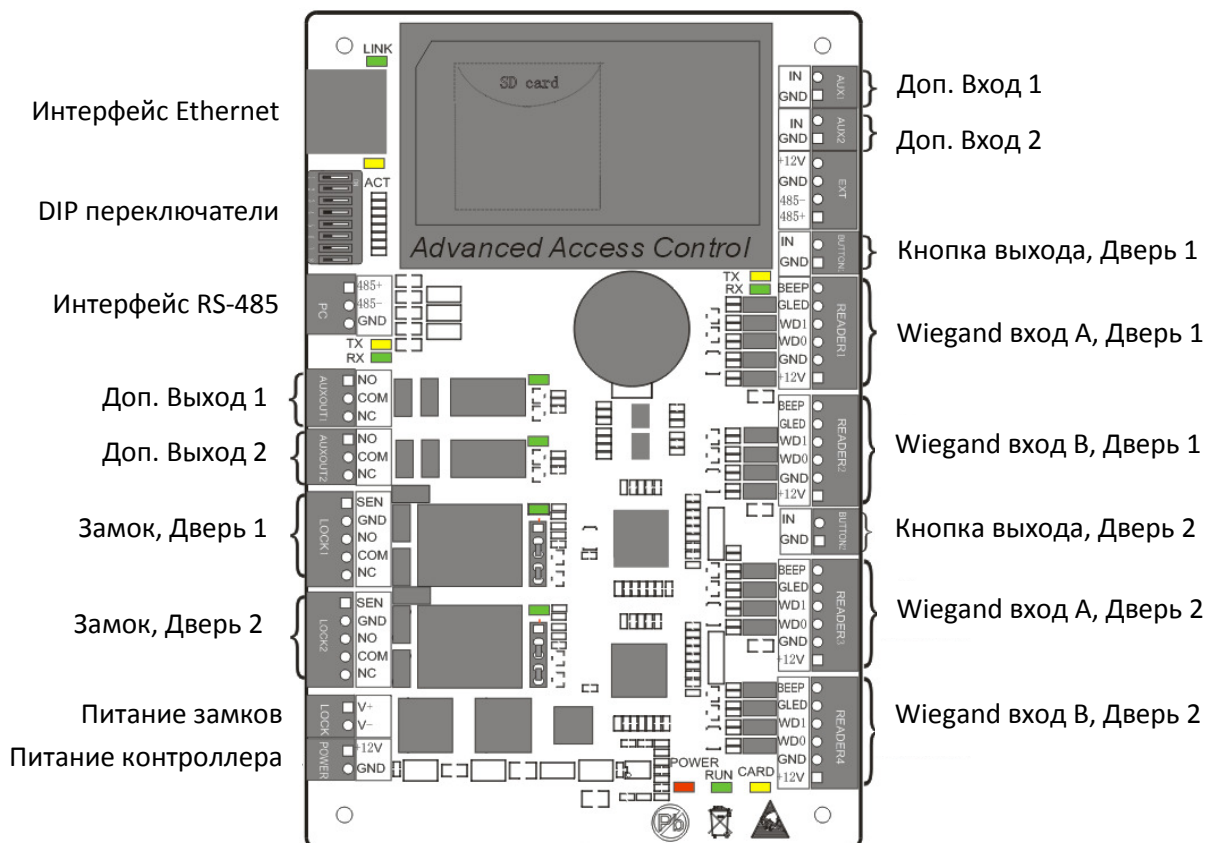 Интерфейс Ethernet
DIP переключатели
Интерфейс RS-485
Доп. Выход 1
Доп. Выход 2
Замок, Дверь 1
Замок, Дверь 2
Питание замков
Питание контроллера
LINK
ACT
PC
485+
485-
GND
TX
RX
AUXOUT1
NO
COM
NC
AUXOUT2
NO
COM
NC
LOCK1
SEN
GND
NO
COM
NC
LOCK2
SEN
GND
NO
COM
NC
LOCK
V+
V-
POWER
+12V
GND
SD card
Advanced Access Control
TX
RX
POWER
RUN
CARD
Pb
IN
GND
AUX1
IN
GND
AUX2
+12V
GND
485-
485+
EXT
IN
GND
BEEP
GLED
WD1
WD0
GND
+12V
READER1
BEEP
GLED
WD1
WD0
GND
+12V
READER2
IN
GND
BUTTON2
BEEP
GLED
WD1
WD0
GND
+12V
READER3
BEEP
GLED
WD1
WD0
GND
+12V
READER4
Доп. Вход 1
Доп. Вход 2
Кнопка выхода, Дверь 1
Wiegand вход A, Дверь 1
Wiegand вход B, Дверь 1
Кнопка выхода, Дверь 2
Wiegand вход A, Дверь 2
Wiegand вход B, Дверь 2